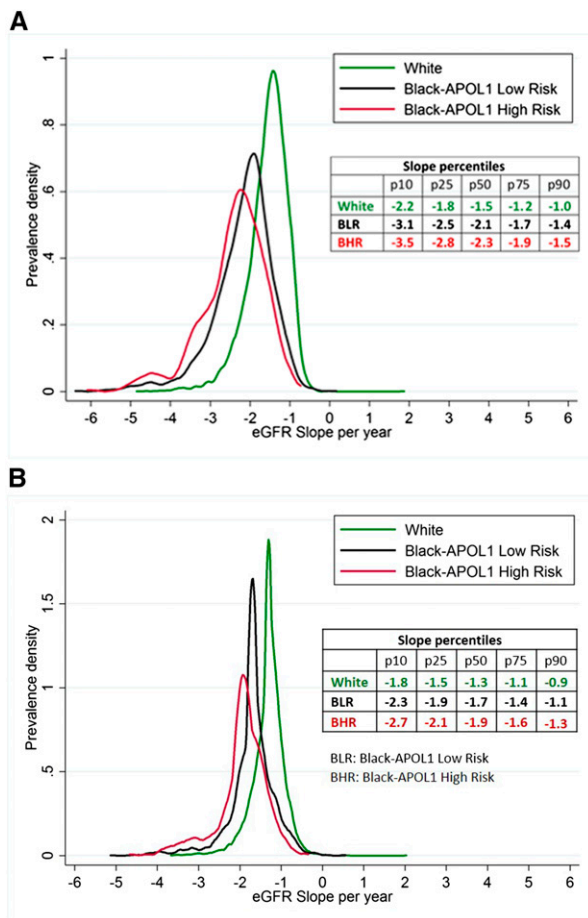 A
White
Black-APOL1 Low Risk
Black-APOL1 High Risk
Slope percentiles
p10 p25 p50 p75 p90
White -2.2 -1.8 -1.5 -1.2 -1.0
BLR -3.1 -2.5 -2.1 -1.7 -1.4
BHR -3.5 -2.8 -2.3 -1.9 -1.5
Prevalence density
1
.8
.6
.4
.2
0
-6 -5 -4 -3 -2 -1 0 1 2 3 4 5 6
eGFR Slope per year
B
White
Black-APOL1 Low Risk
Black-APOL1 High Risk
Slope percentiles
p10 p25 p50 p75 p90
White -1.8 -1.5 -1.3 -1.1 -0.9
BLR -2.3 -1.9 -1.7 -1.4 -1.1
BHR -2.7 -2.1 -1.9 -1.6 -1.3
BLR: Black-APOL1 Low Risk
BHR: Black-APOL1 High Risk
Prevalence density
2
1.5
1
.5
0
-6 -5 -4 -3 -2 -1 0 1 2 3 4 5 6
eGFR Slope per year